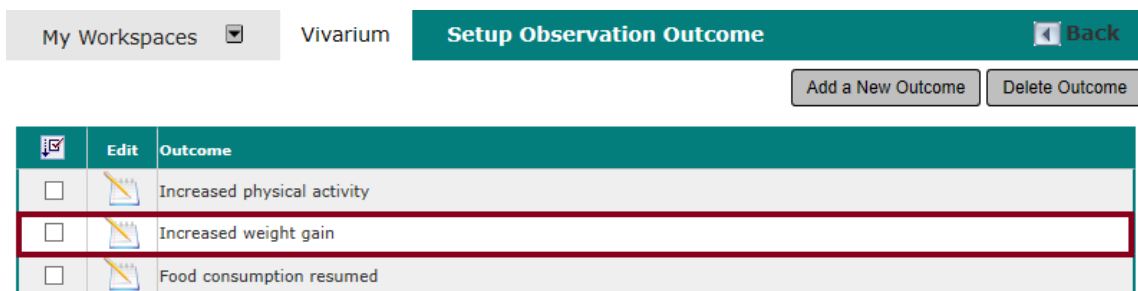 My Workspaces Vivarium Setup Observation Outcome Back
Add a New Outcome Delete Outcome
Edit Outcome
Increased physical activity
Increased weight gain
Food consumption resumed